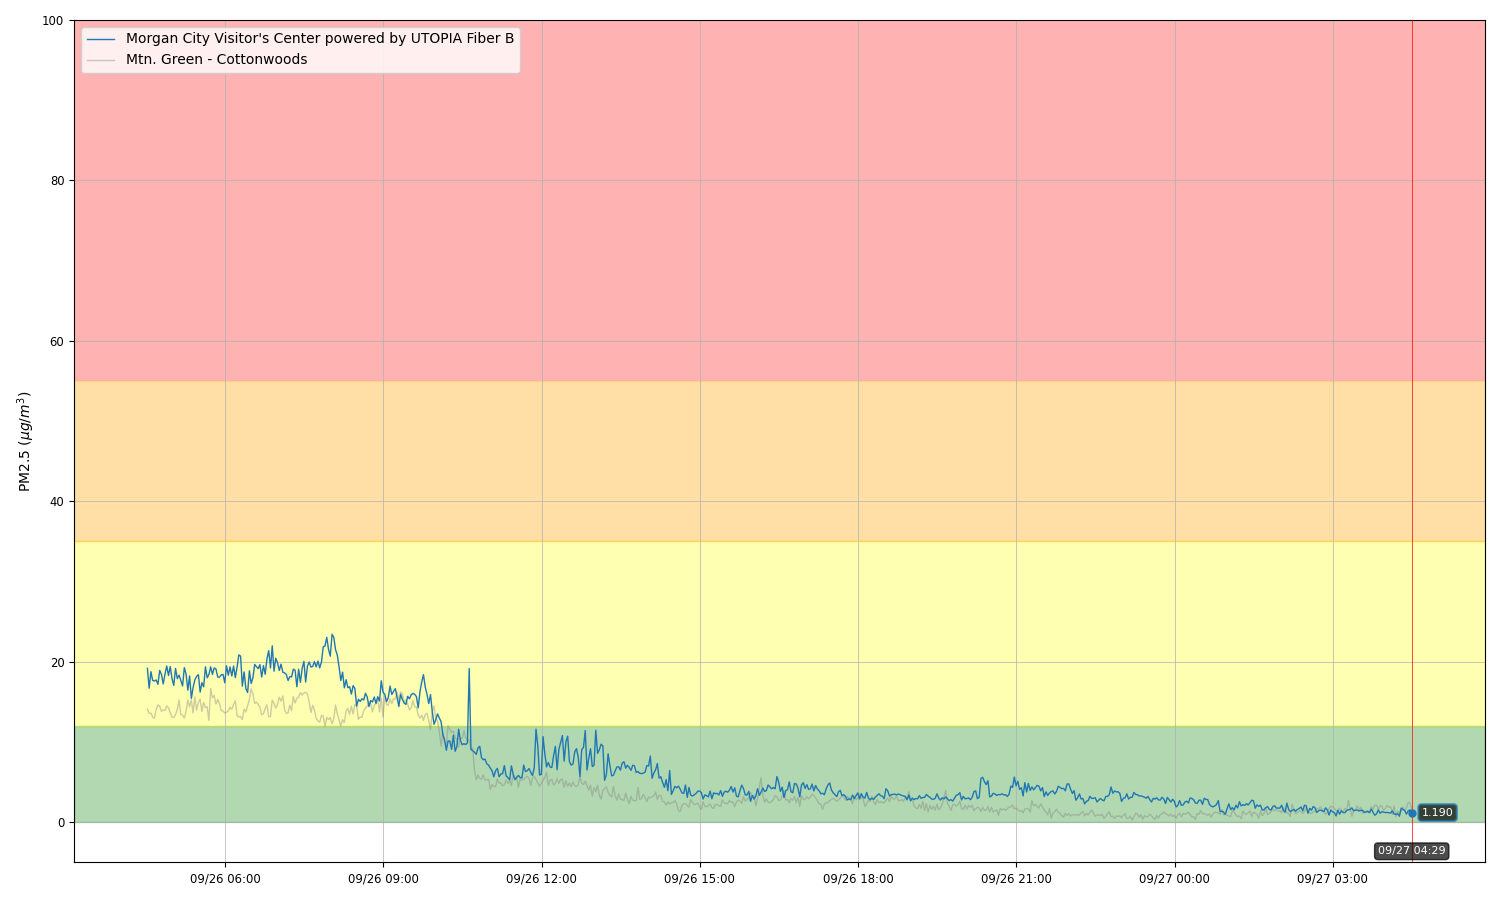 100
Morgan City Visitor's Center powered by UTOPIA Fiber B
Mtn. Green - Cottonwoods
80
60
PM2.5 (μg/m³)
40
20
0
1.190
09/27 04:29
09/26 06:00 09/26 09:00 09/26 12:00 09/26 15:00 09/26 18:00 09/26 21:00 09/27 00:00 09/27 03:00